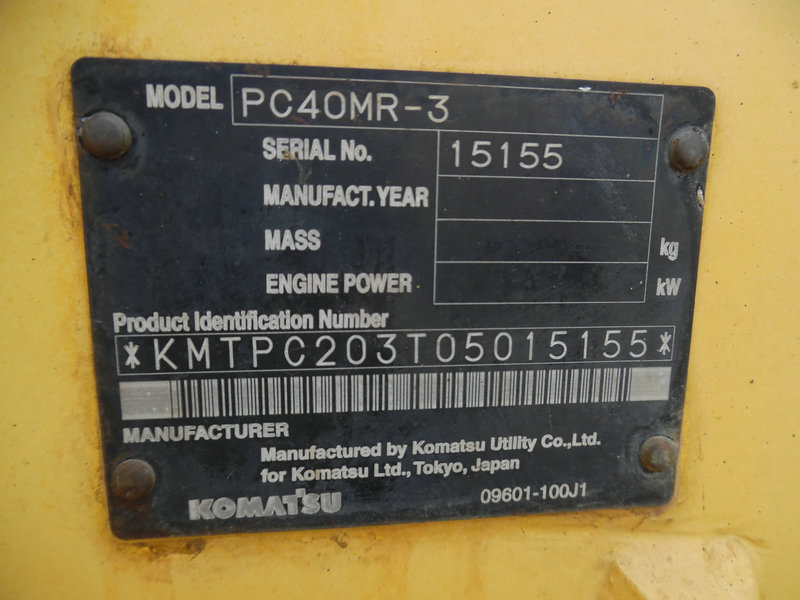 MODEL PC40MR-3
SERIAL No. 15155
MANUFACT. YEAR
MASS kg
ENGINE POWER kW
Product Identification Number
*KMTPC203T05015155*
MANUFACTURER
Manufactured by Komatsu Utility Co.,Ltd.
for Komatsu Ltd., Tokyo, Japan
KOMATSU 09601-100J1